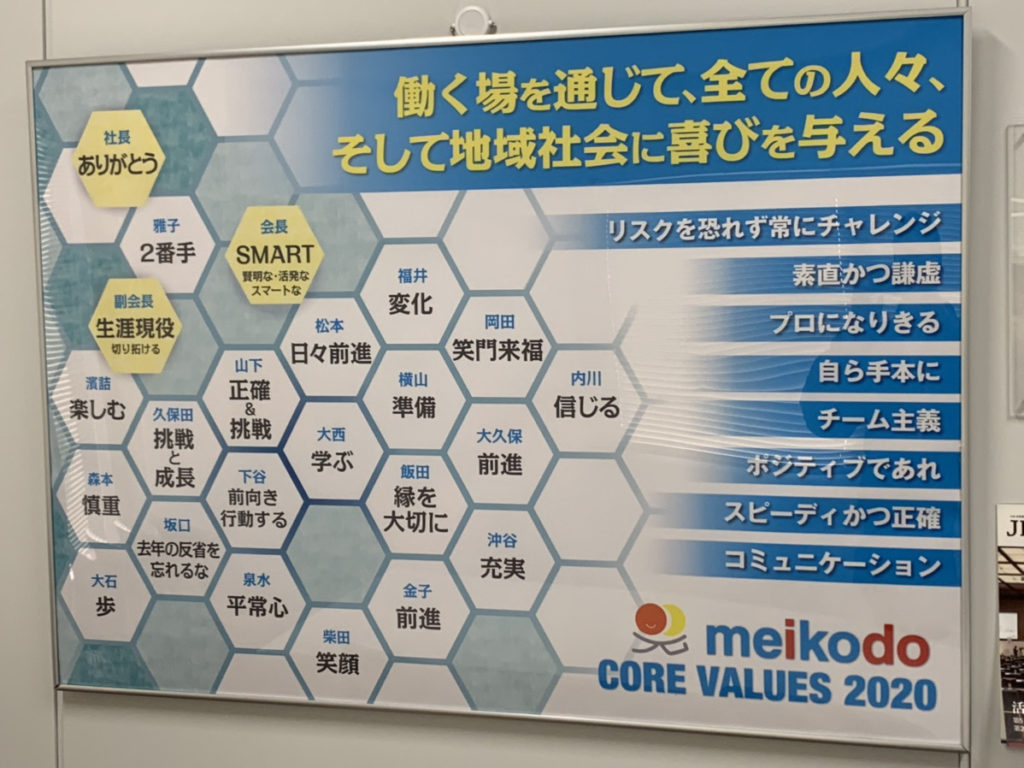 働く場を通じて、全ての人々、
そして地域社会に喜びを与える
社長
ありがとう
雅子
2番手
会長
SMART
賢明な・活発な
スマートな
副会長
生涯現役
切り拓ける
福井
変化
松本
日々前進
岡田
笑門来福
山下
正確
&
挑戦
横山
準備
内川
信じる
濱詰
楽しむ
久保田
挑戦
と
成長
大西
学ぶ
大久保
前進
森本
慎重
下谷
前向き
行動する
飯田
縁を
大切に
坂口
去年の反省を
忘れるな
沖谷
充実
大石
歩
泉水
平常心
金子
前進
柴田
笑顔
リスクを恐れず常にチャレンジ
素直かつ謙虚
プロになりきる
自ら手本に
チーム主義
ポジティブであれ
スピーディかつ正確
コミュニケーション
meikodo
CORE VALUES 2020